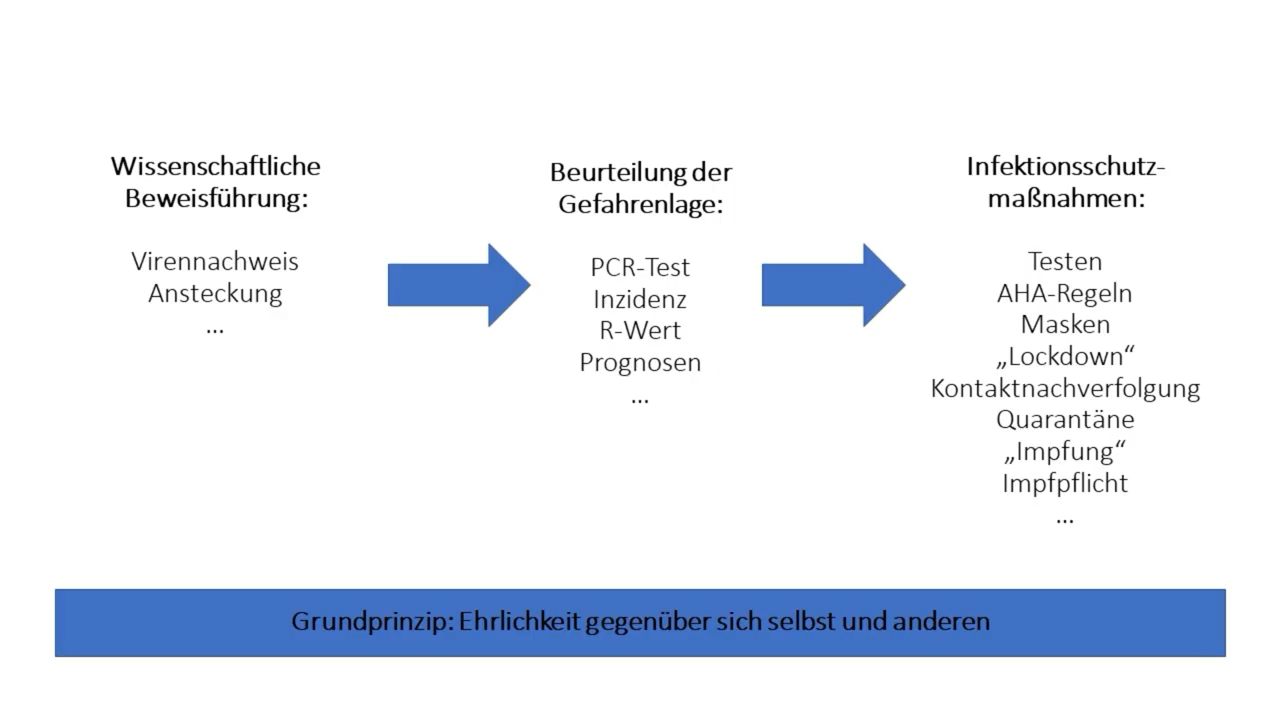 Wissenschaftliche
Beweisführung:
Virennachweis
Ansteckung
...
Beurteilung der
Gefahrenlage:
PCR-Test
Inzidenz
R-Wert
Prognosen
...
Infektionsschutz-
maßnahmen:
Testen
AHA-Regeln
Masken
„Lockdown“
Kontaktnachverfolgung
Quarantäne
„Impfung“
Impfpflicht
...
Grundprinzip: Ehrlichkeit gegenüber sich selbst und anderen